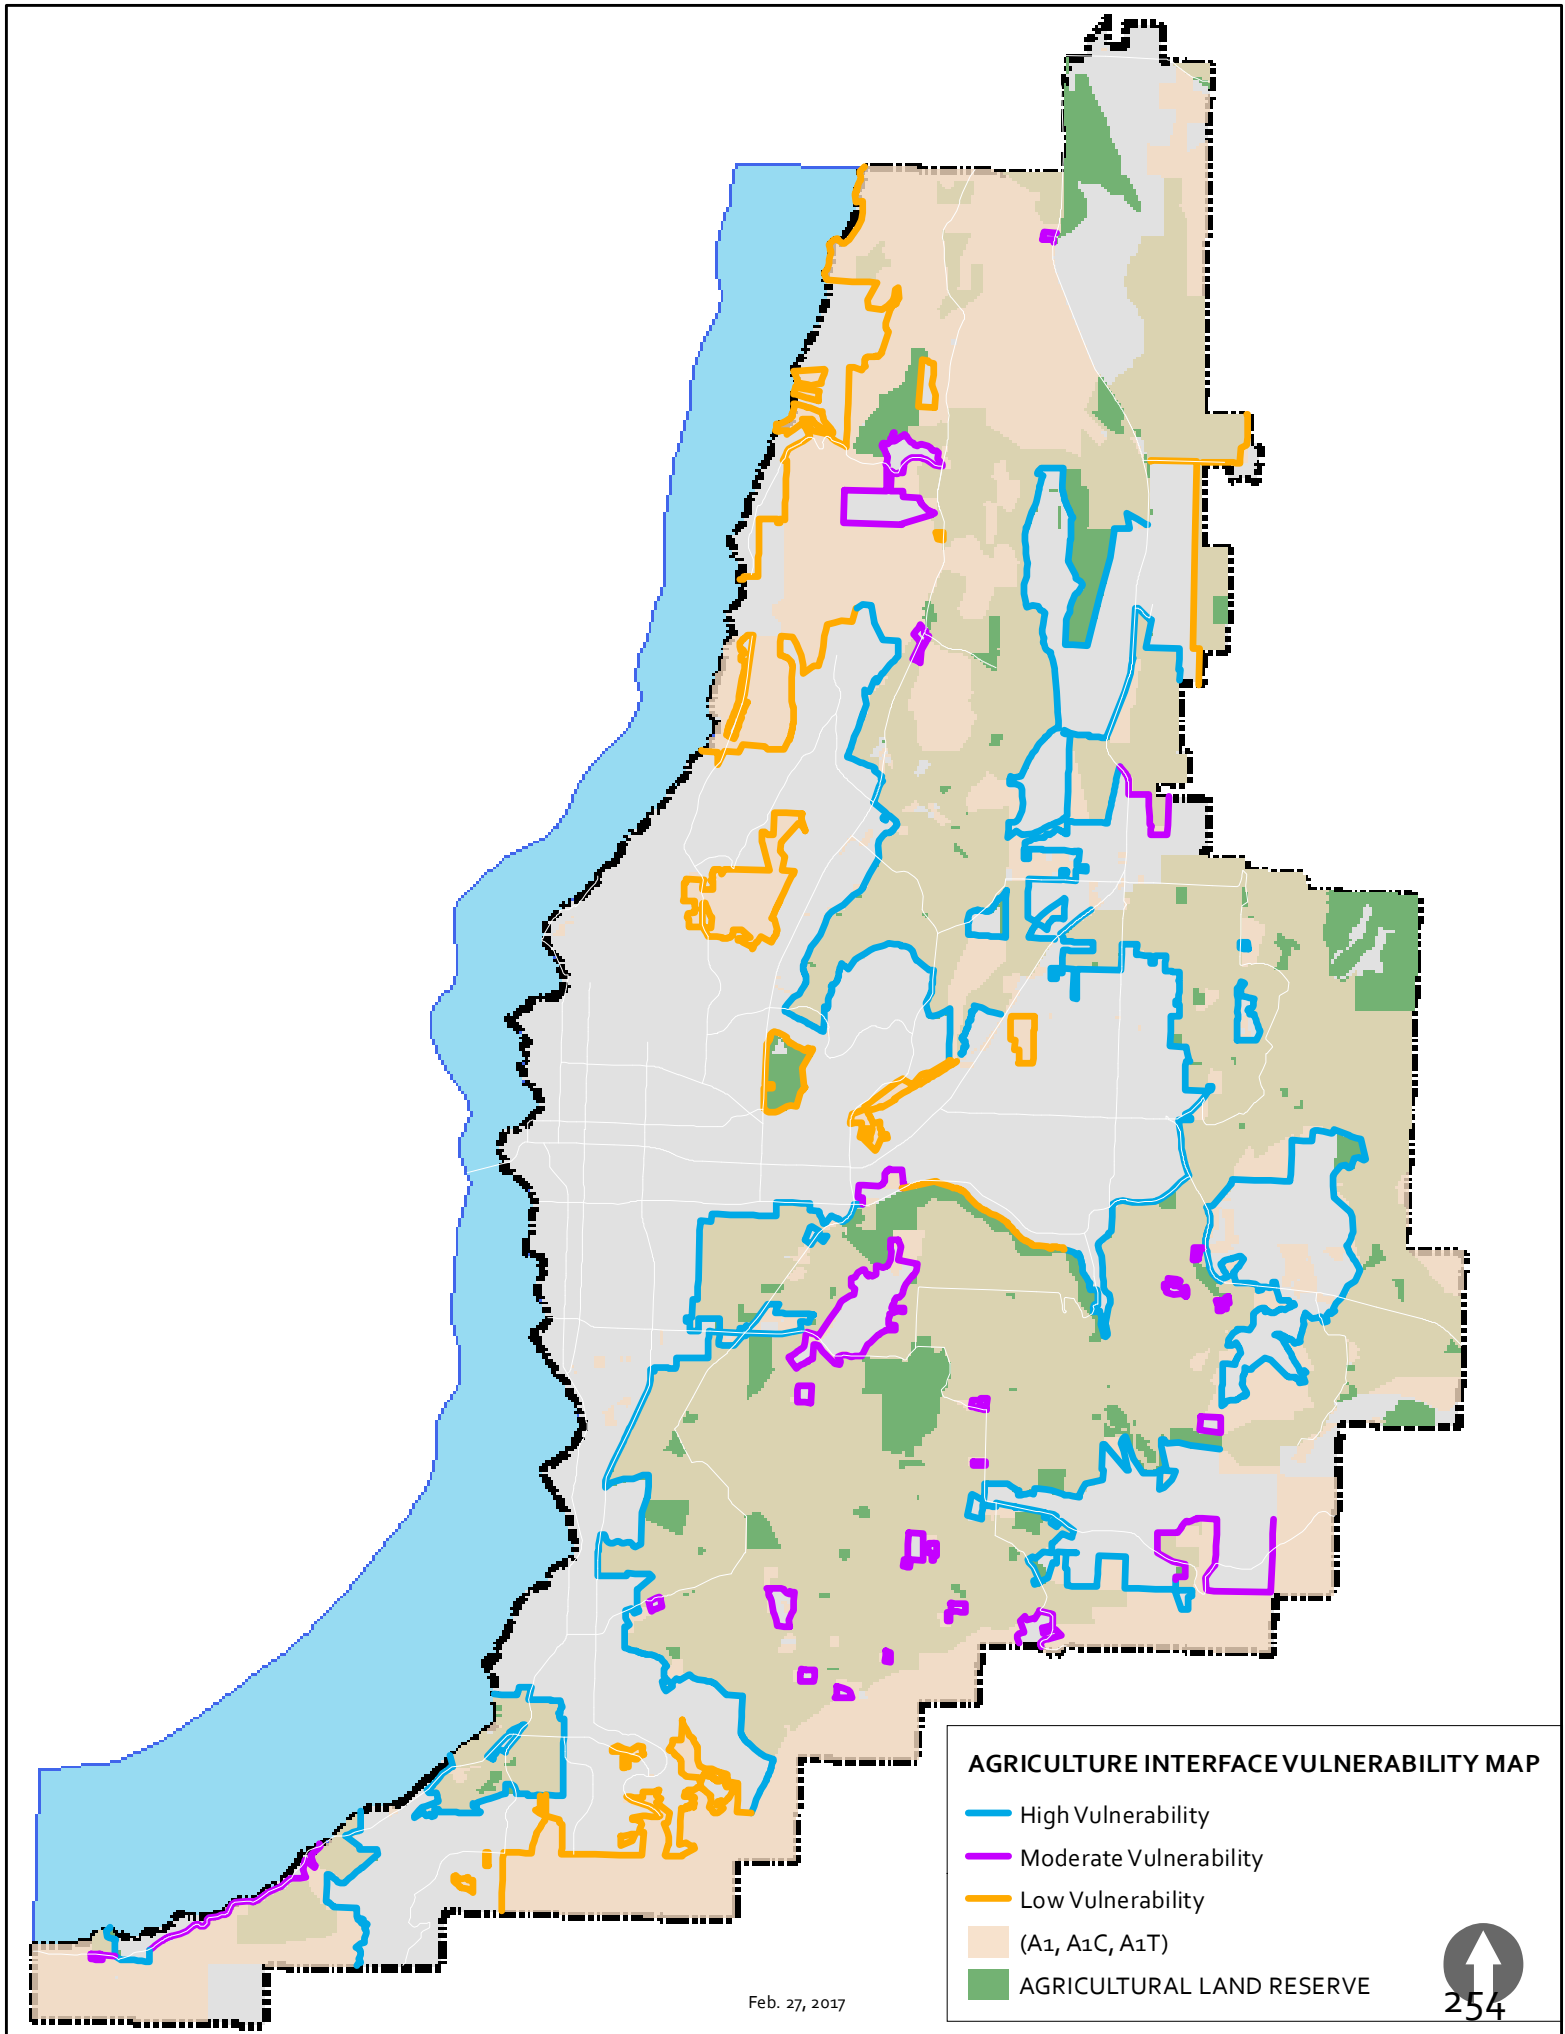 AGRICULTURE INTERFACE VULNERABILITY MAP
High Vulnerability
Moderate Vulnerability
Low Vulnerability
(A1, A1C, A1T)
AGRICULTURAL LAND RESERVE
Feb. 27, 2017
254